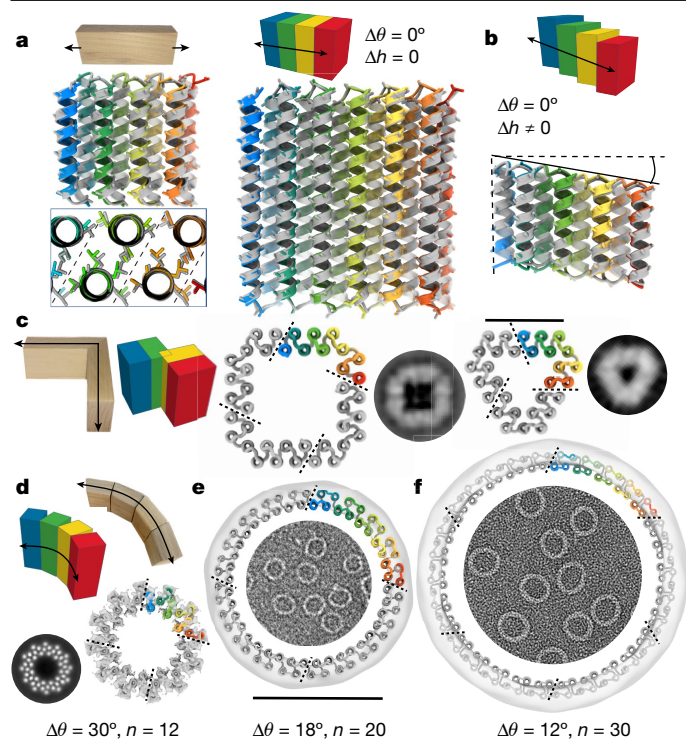 a
Δθ = 0°
Δh = 0
b
Δθ = 0°
Δh ≠ 0
c
d
e
f
Δθ = 30°, n = 12
Δθ = 18°, n = 20
Δθ = 12°, n = 30